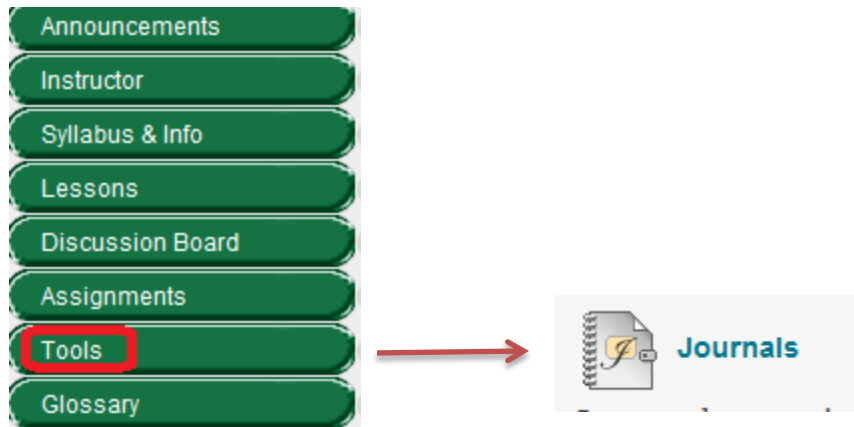 Announcements
Instructor
Syllabus & Info
Lessons
Discussion Board
Assignments
Tools
Journals
Glossary